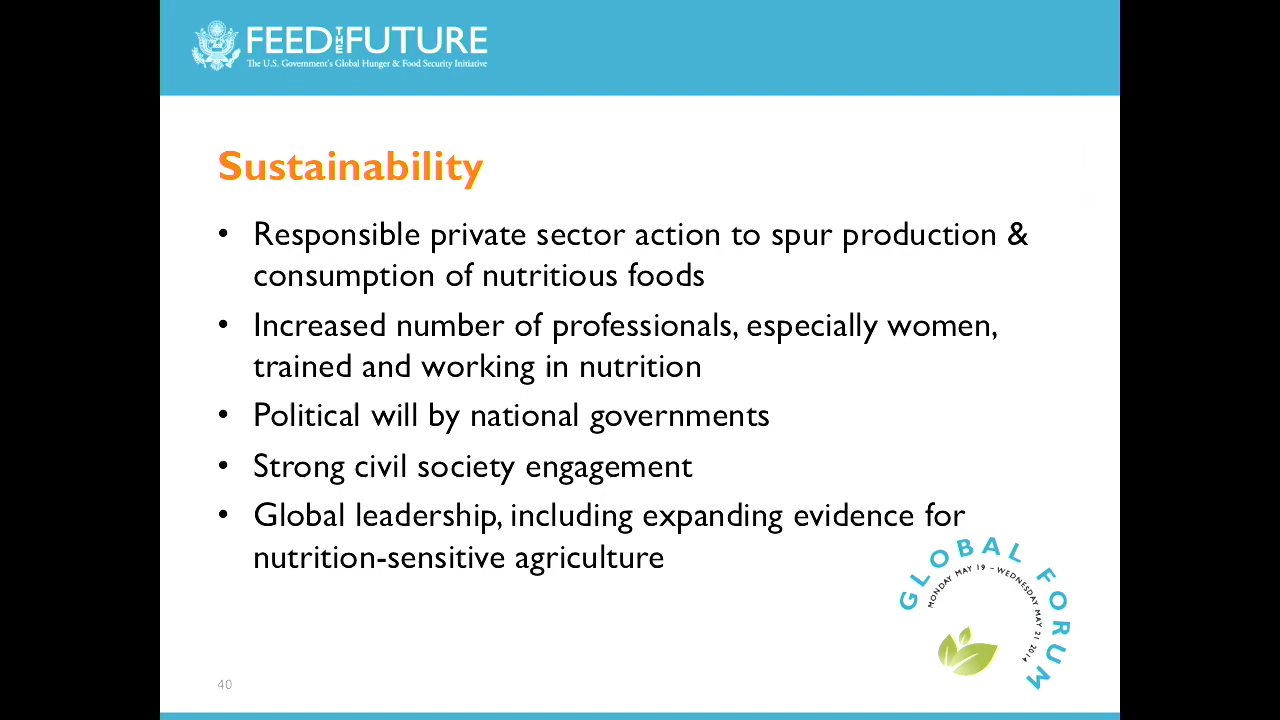 FEED THE FUTURE
The U.S. Government's Global Hunger & Food Security Initiative
Sustainability
• Responsible private sector action to spur production &
consumption of nutritious foods
• Increased number of professionals, especially women,
trained and working in nutrition
• Political will by national governments
• Strong civil society engagement
• Global leadership, including expanding evidence for
nutrition-sensitive agriculture
GLOBAL FORUM
MONDAY MAY 19 – WEDNESDAY MAY 21 2014
40